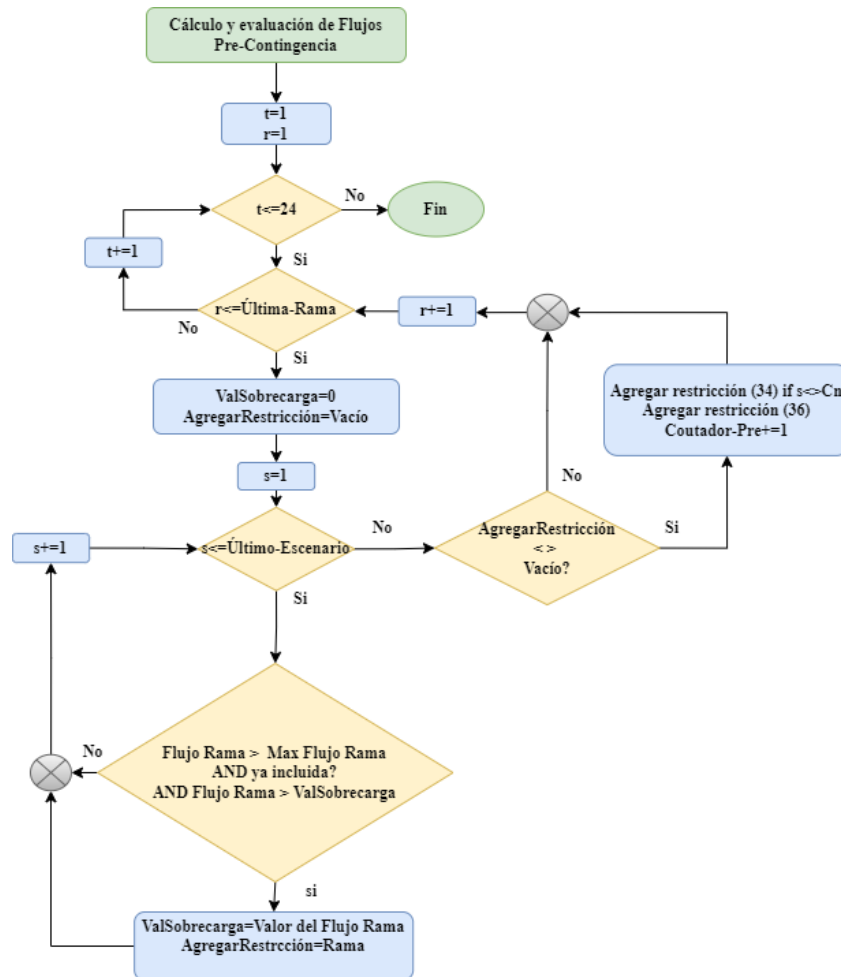 Cálculo y evaluación de Flujos
Pre-Contingencia
t=1
r=1
t<=24
No
Fin
t+=1
Si
r<=Última-Rama
r+=1
No
Si
ValSobrecarga=0
AgregarRestricción=Vacío
Agregar restricción (34) if s<>Cn
Agregar restricción (36)
Coutador-Pre+=1
s=1
No
s+=1
s<=Último-Escenario
No
AgregarRestricción
< >
Vacío?
Si
Si
Flujo Rama > Max Flujo Rama
AND ya incluida?
AND Flujo Rama > ValSobrecarga
No
si
ValSobrecarga=Valor del Flujo Rama
AgregarRestrcción=Rama